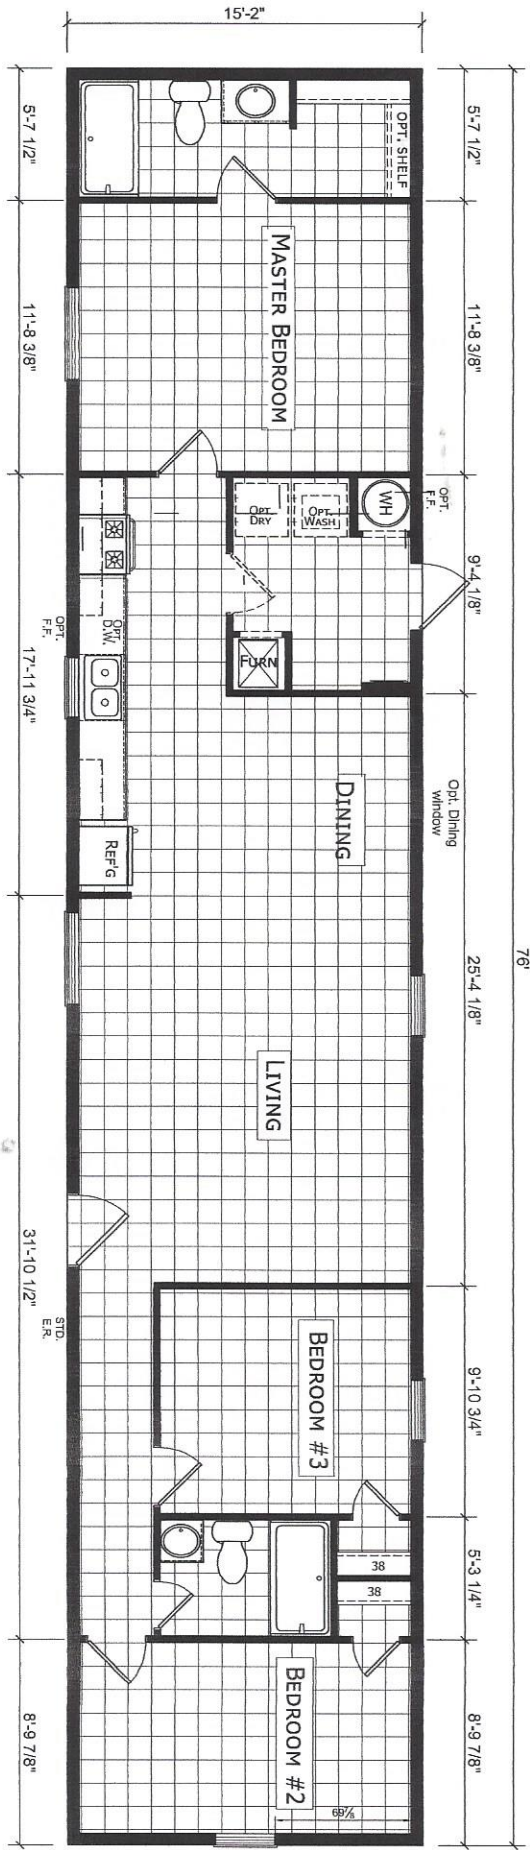 15'-2"
5'-7 1/2"
5'-7 1/2"
OPT. SHELF
76'
MASTER BEDROOM
11'-8 3/8"
11'-8 3/8"
OPT.
F.F.
WH
OPT.
WASH
OPT.
DRY
9'-4 1/8"
OPT.
D.W.
OPT.
F.F.
17'-11 3/4"
FURN
DINING
Opt. Dining
window
REF'G
25'-4 1/8"
LIVING
31'-10 1/2"
STD.
E.R.
BEDROOM #3
9'-10 3/4"
38
38
5'-3 1/4"
BEDROOM #2
8'-9 7/8"
8'-9 7/8"
69⅞